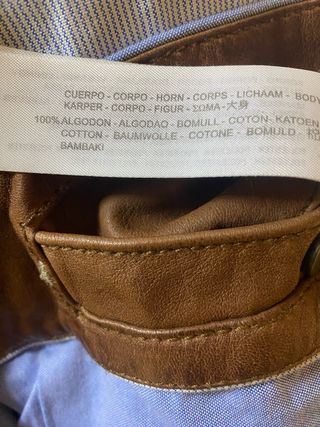 CUERPO - CORPO - HORN - CORPS - LICHAAM - BODY
KARPER - CORPO - FIGUR - ΣΩΜΑ - 大身
100% ALGODON - ALGODAO - BOMULL - COTON - KATOEN
COTTON - BAUMWOLLE - COTONE - BOMULD -
BAMBAKI